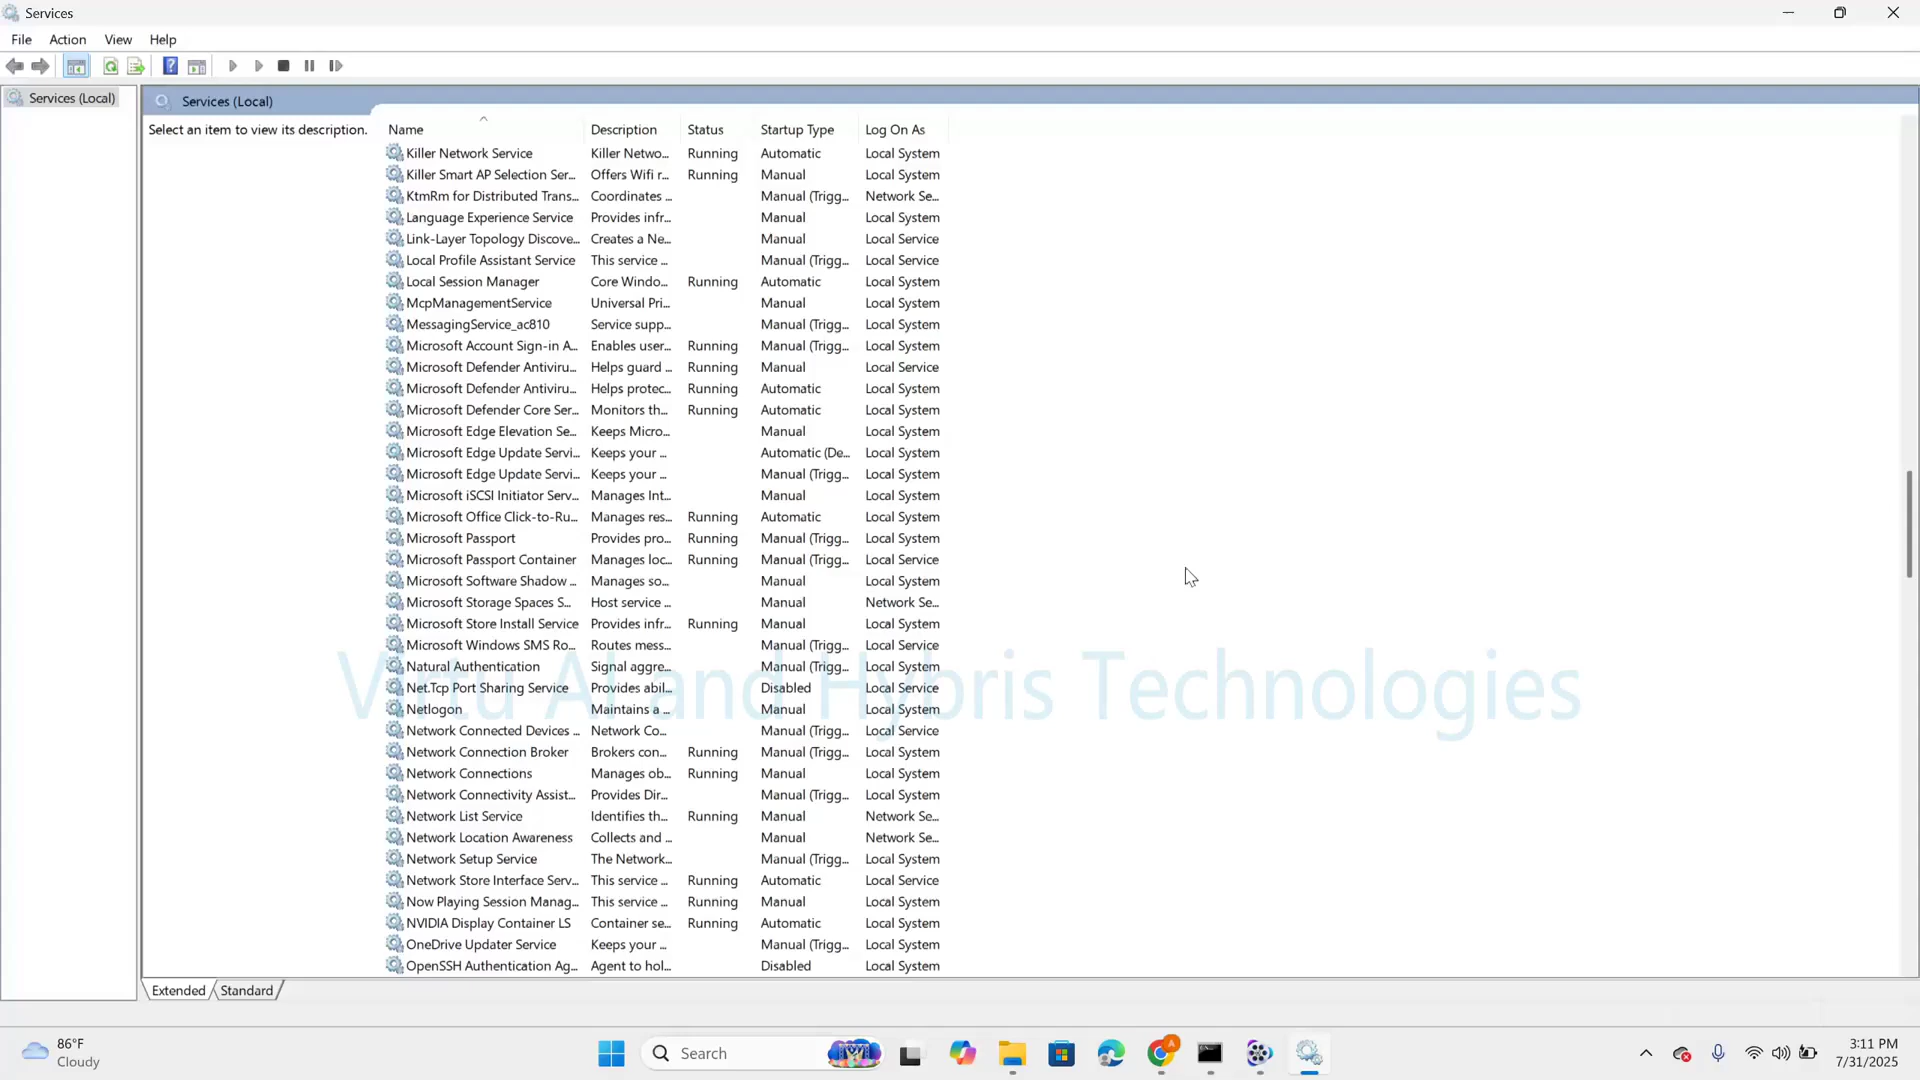 Services
File Action View Help
Services (Local)
Services (Local)
Select an item to view its description.
Name Description Status Startup Type Log On As
Killer Network Service Killer Netwo... Running Automatic Local System
Killer Smart AP Selection Ser... Offers Wifi r... Running Manual Local System
KtmRm for Distributed Trans... Coordinates ... Manual (Trigg... Network Se...
Language Experience Service Provides infr... Manual Local System
Link-Layer Topology Discove... Creates a Ne... Manual Local Service
Local Profile Assistant Service This service ... Manual (Trigg... Local Service
Local Session Manager Core Windo... Running Automatic Local System
McpManagementService Universal Pri... Manual Local System
MessagingService_ac810 Service supp... Manual (Trigg... Local System
Microsoft Account Sign-in A... Enables user... Running Manual (Trigg... Local System
Microsoft Defender Antiviru... Helps guard ... Running Manual Local Service
Microsoft Defender Antiviru... Helps protec... Running Automatic Local System
Microsoft Defender Core Ser... Monitors th... Running Automatic Local System
Microsoft Edge Elevation Se... Keeps Micro... Manual Local System
Microsoft Edge Update Servi... Keeps your ... Automatic (De... Local System
Microsoft Edge Update Servi... Keeps your ... Manual (Trigg... Local System
Microsoft iSCSI Initiator Serv... Manages Int... Manual Local System
Microsoft Office Click-to-Ru... Manages res... Running Automatic Local System
Microsoft Passport Provides pro... Running Manual (Trigg... Local System
Microsoft Passport Container Manages loc... Running Manual (Trigg... Local Service
Microsoft Software Shadow ... Manages so... Manual Local System
Microsoft Storage Spaces S... Host service ... Manual Network Se...
Microsoft Store Install Service Provides infr... Running Manual Local System
Microsoft Windows SMS Ro... Routes mess... Manual (Trigg... Local Service
Natural Authentication Signal aggre... Manual (Trigg... Local System
Net.Tcp Port Sharing Service Provides abil... Disabled Local Service
Virtu AI and Hybris Technologies
Netlogon Maintains a ... Manual Local System
Network Connected Devices ... Network Co... Manual (Trigg... Local Service
Network Connection Broker Brokers con... Running Manual (Trigg... Local System
Network Connections Manages ob... Running Manual Local System
Network Connectivity Assist... Provides Dir... Manual (Trigg... Local System
Network List Service Identifies th... Running Manual Network Se...
Network Location Awareness Collects and ... Manual Network Se...
Network Setup Service The Network... Manual (Trigg... Local System
Network Store Interface Serv... This service ... Running Automatic Local Service
Now Playing Session Manag... This service ... Running Manual Local System
NVIDIA Display Container LS Container se... Running Automatic Local System
OneDrive Updater Service Keeps your ... Manual (Trigg... Local System
OpenSSH Authentication Ag... Agent to hol... Disabled Local System
Extended Standard
86°F
Cloudy
Search
A
3:11 PM
7/31/2025